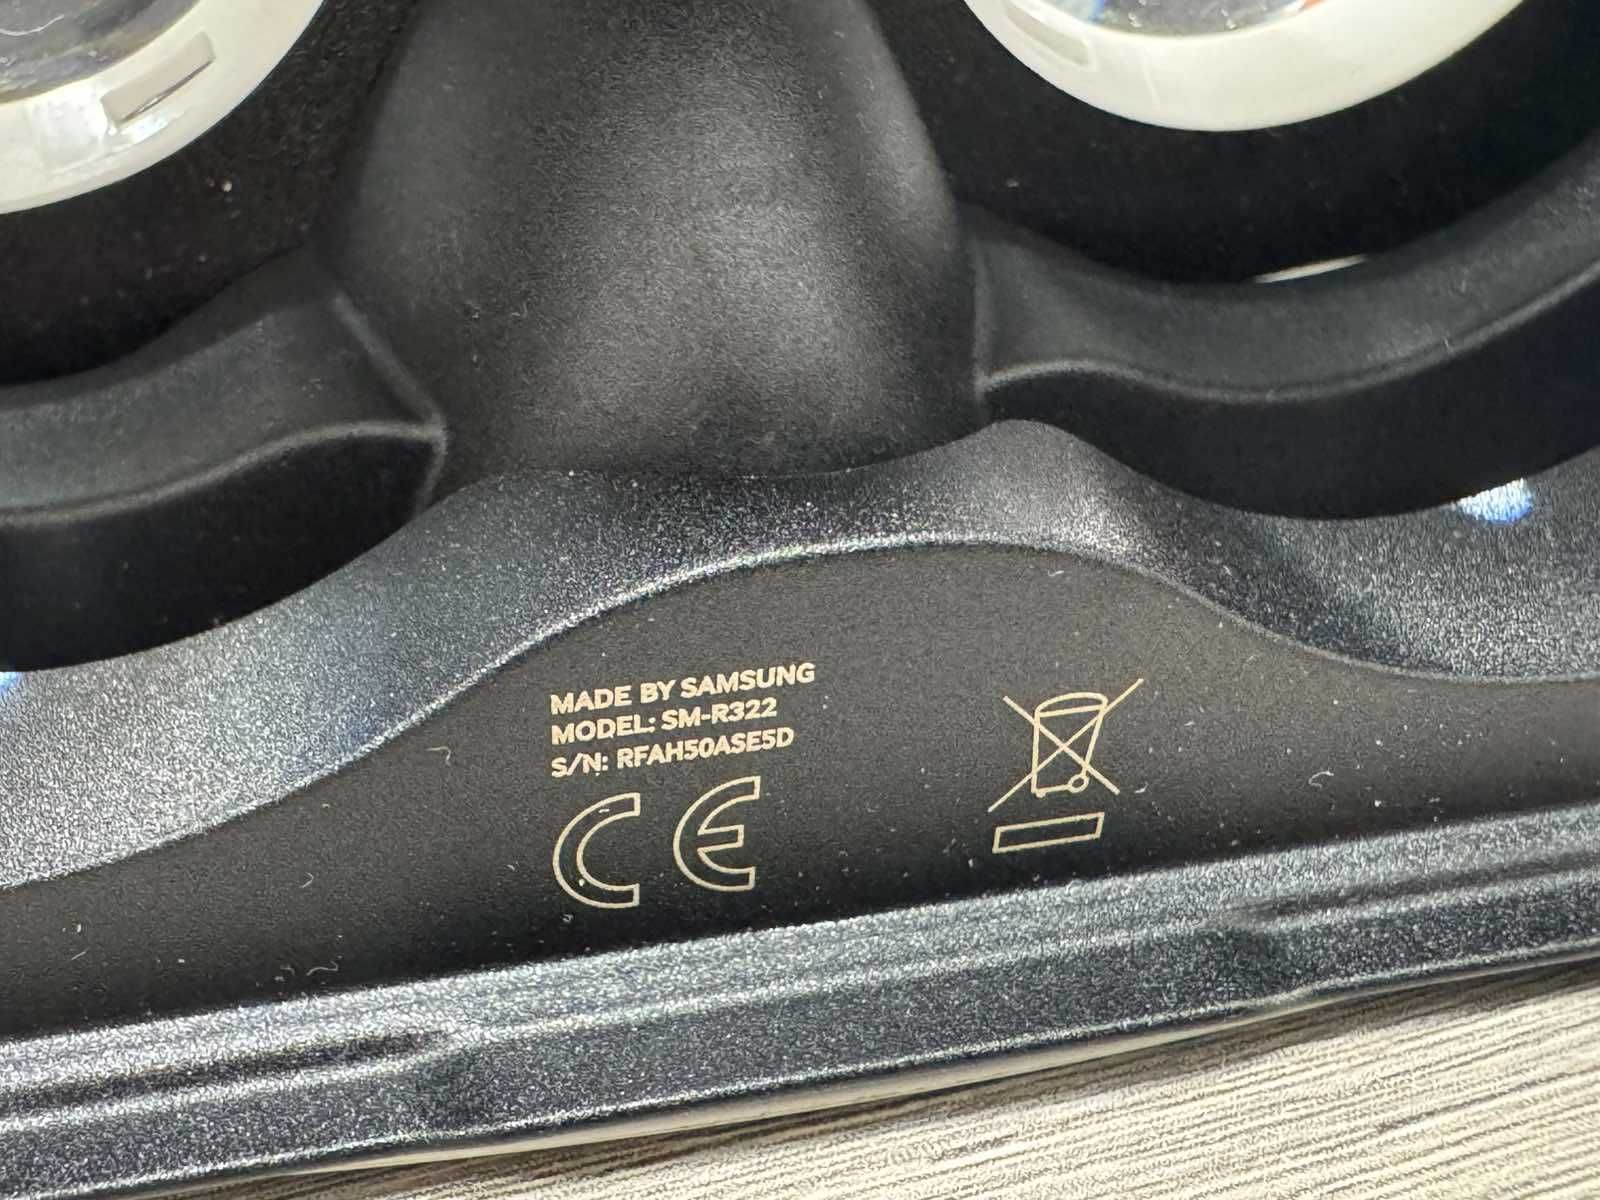 MADE BY SAMSUNG
MODEL: SM-R322
S/N: RFAH50ASE5D
CE